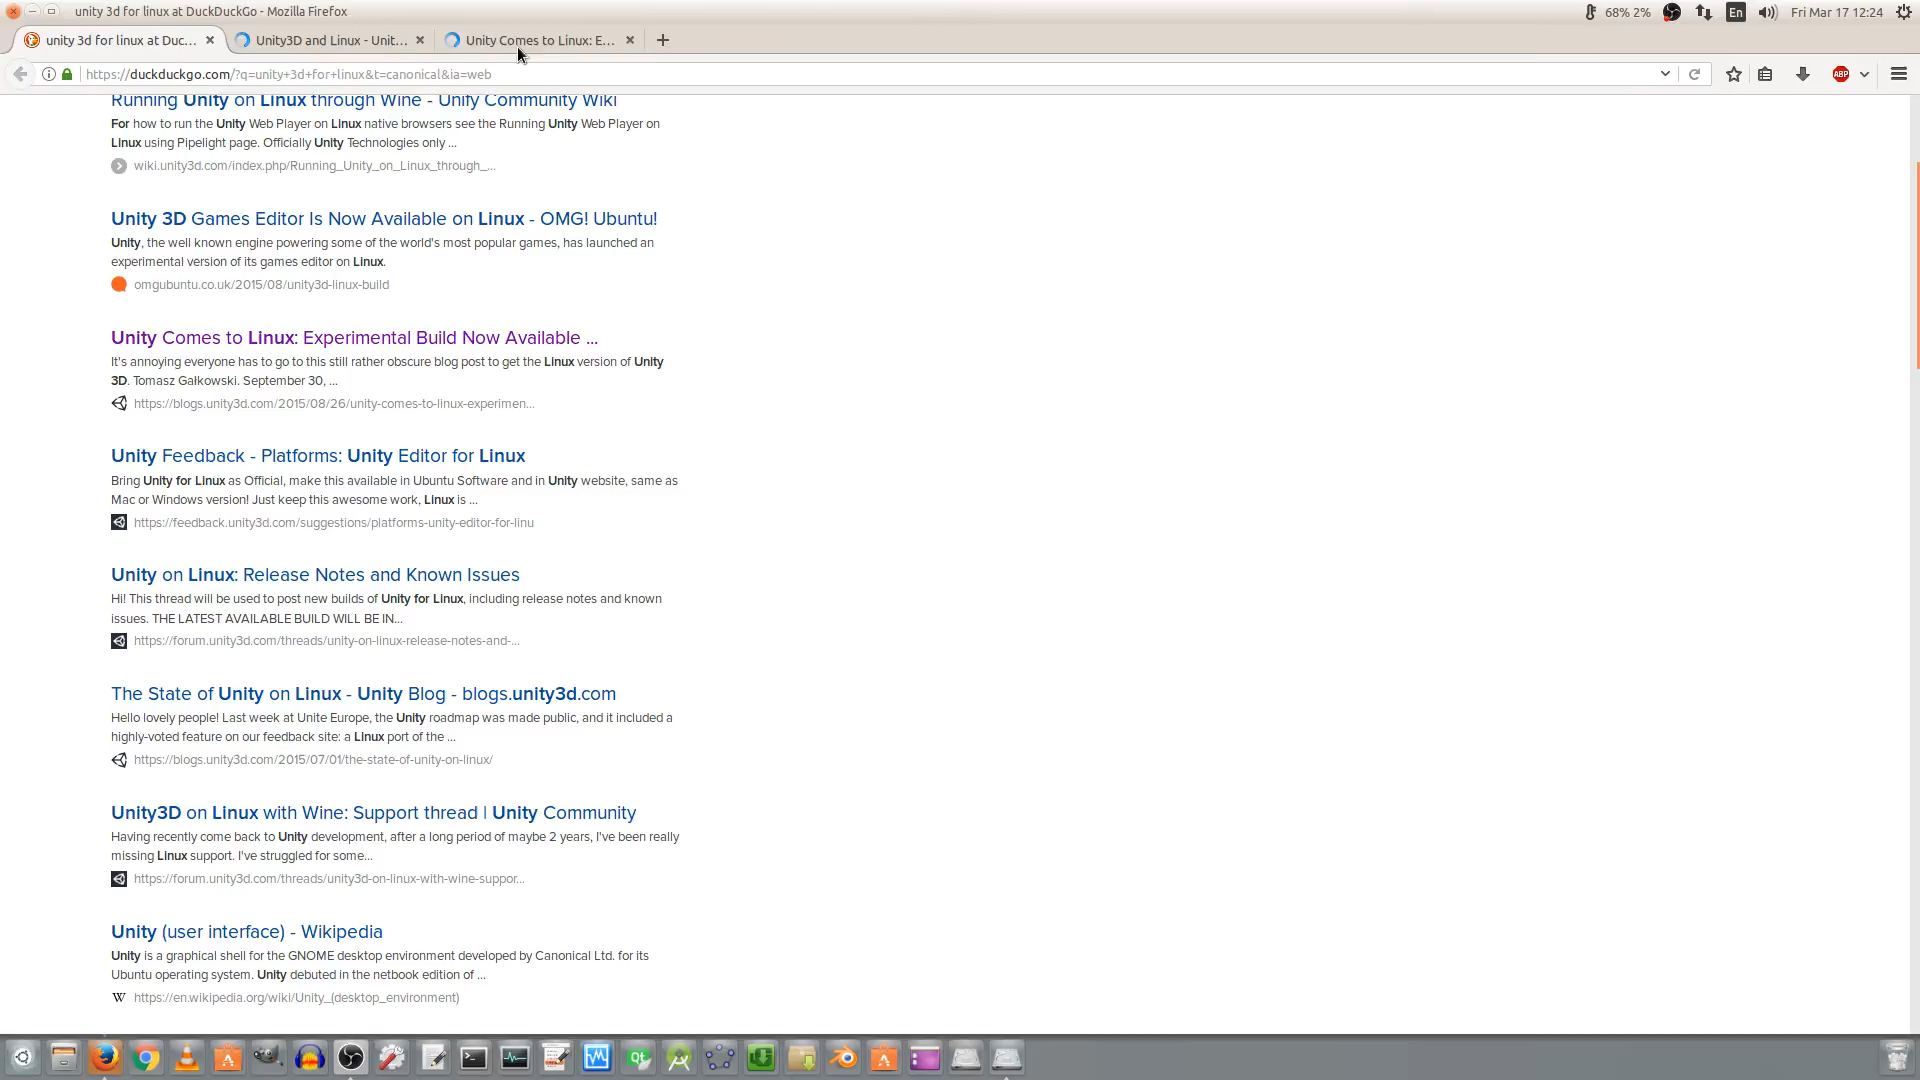 unity 3d for linux at DuckDuckGo - Mozilla Firefox
68% 2%
En
Fri Mar 17 12:24
unity 3d for linux at Duc...
Unity3D and Linux - Unit...
Unity Comes to Linux: E...
https://duckduckgo.com/?q=unity+3d+for+linux&t=canonical&ia=web
ABP
Running Unity on Linux through Wine - Unify Community Wiki
For how to run the Unity Web Player on Linux native browsers see the Running Unity Web Player on
Linux using Pipelight page. Officially Unity Technologies only ...
wiki.unity3d.com/index.php/Running_Unity_on_Linux_through_...
Unity 3D Games Editor Is Now Available on Linux - OMG! Ubuntu!
Unity, the well known engine powering some of the world's most popular games, has launched an
experimental version of its games editor on Linux.
omgubuntu.co.uk/2015/08/unity3d-linux-build
Unity Comes to Linux: Experimental Build Now Available ...
It's annoying everyone has to go to this still rather obscure blog post to get the Linux version of Unity
3D. Tomasz Gałkowski. September 30, ...
https://blogs.unity3d.com/2015/08/26/unity-comes-to-linux-experimen...
Unity Feedback - Platforms: Unity Editor for Linux
Bring Unity for Linux as Official, make this available in Ubuntu Software and in Unity website, same as
Mac or Windows version! Just keep this awesome work, Linux is ...
https://feedback.unity3d.com/suggestions/platforms-unity-editor-for-linu
Unity on Linux: Release Notes and Known Issues
Hi! This thread will be used to post new builds of Unity for Linux, including release notes and known
issues. THE LATEST AVAILABLE BUILD WILL BE IN...
https://forum.unity3d.com/threads/unity-on-linux-release-notes-and-...
The State of Unity on Linux - Unity Blog - blogs.unity3d.com
Hello lovely people! Last week at Unite Europe, the Unity roadmap was made public, and it included a
highly-voted feature on our feedback site: a Linux port of the ...
https://blogs.unity3d.com/2015/07/01/the-state-of-unity-on-linux/
Unity3D on Linux with Wine: Support thread | Unity Community
Having recently come back to Unity development, after a long period of maybe 2 years, I've been really
missing Linux support. I've struggled for some...
https://forum.unity3d.com/threads/unity3d-on-linux-with-wine-suppor...
Unity (user interface) - Wikipedia
Unity is a graphical shell for the GNOME desktop environment developed by Canonical Ltd. for its
Ubuntu operating system. Unity debuted in the netbook edition of ...
W https://en.wikipedia.org/wiki/Unity_(desktop_environment)
Qt